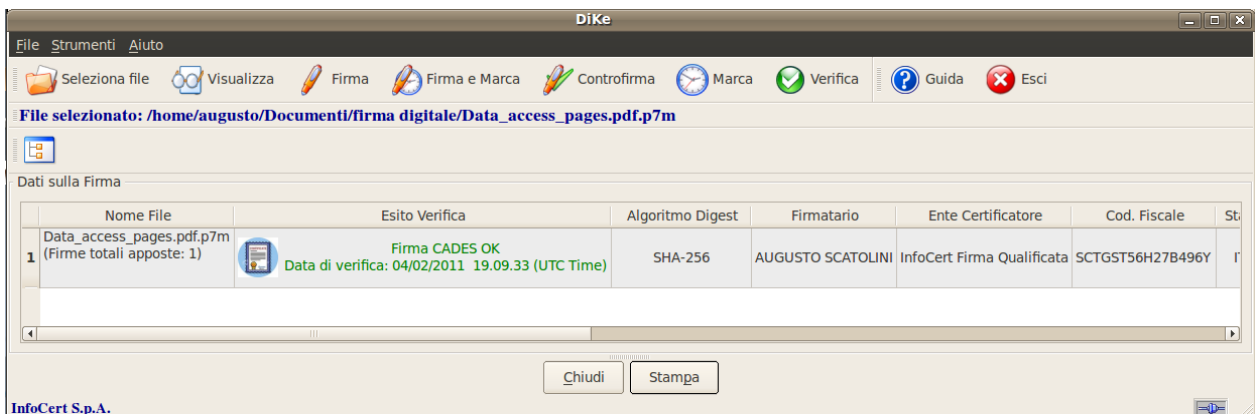 DiKe
File Strumenti Aiuto
Seleziona file Visualizza Firma Firma e Marca Controfirma Marca Verifica Guida Esci
File selezionato: /home/augusto/Documenti/firma digitale/Data_access_pages.pdf.p7m
Dati sulla Firma
Nome File Esito Verifica Algoritmo Digest Firmatario Ente Certificatore Cod. Fiscale
Data_access_pages.pdf.p7m
1 (Firme totali apposte: 1) Firma CADES OK
Data di verifica: 04/02/2011 19.09.33 (UTC Time) SHA-256 AUGUSTO SCATOLINI InfoCert Firma Qualificata SCTGST56H27B496Y
Chiudi Stampa
InfoCert S.p.A.